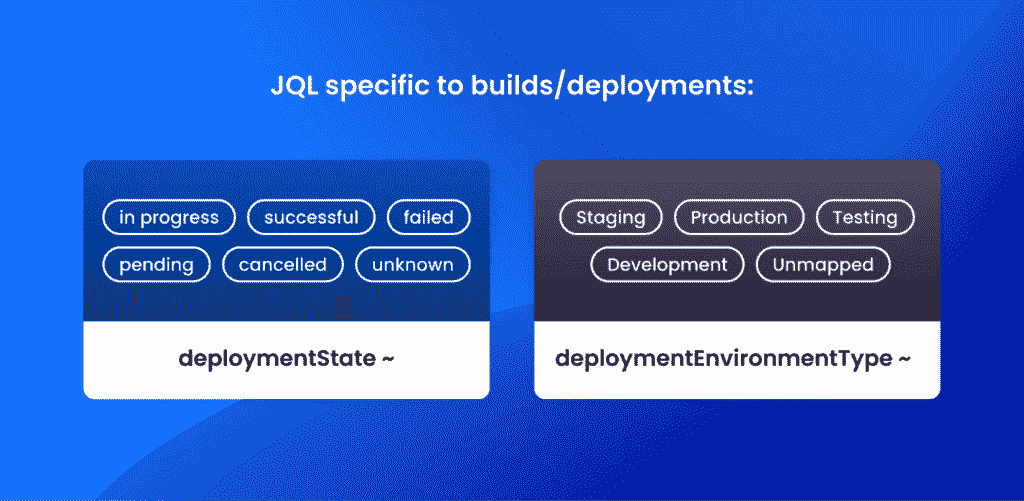 JQL specific to builds/deployments:
in progress successful failed
pending cancelled unknown
deploymentState ~
Staging Production Testing
Development Unmapped
deploymentEnvironmentType ~